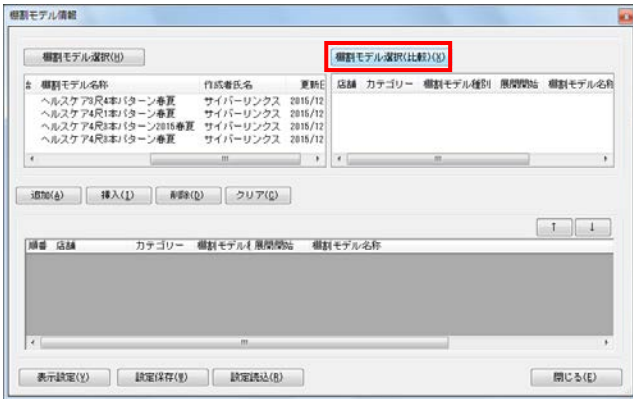 棚割モデル情報
棚割モデル選択(H) 棚割モデル選択(比較)(X)
棚割モデル名称 作成者氏名 更新E 店舗 カテゴリー 棚割モデル種別 展開開始 棚割モデル名称
ヘルスケア3尺4本パターン春夏 サイバーリンクス 2015/12
ヘルスケア4尺1本パターン春夏 サイバーリンクス 2015/12
ヘルスケア4尺3本パターン2015春夏 サイバーリンクス 2015/12
ヘルスケア4尺3本パターン春夏 サイバーリンクス 2015/12
追加(A) 挿入(I) 削除(D) クリア(C)
↑ ↓
順番 店舗 カテゴリー 棚割モデル種 展開開始 棚割モデル名称
表示設定(Y) 設定保存(W) 設定読込(R) 閉じる(E)